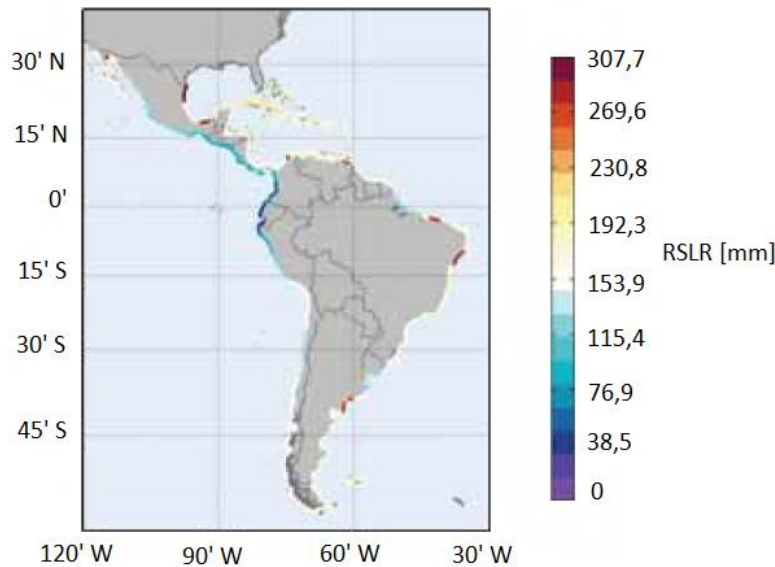 30' N
15' N
0'
15' S
30' S
45' S
120' W
90' W
60' W
30' W
307,7
269,6
230,8
192,3
153,9
115,4
76,9
38,5
0
RSLR [mm]